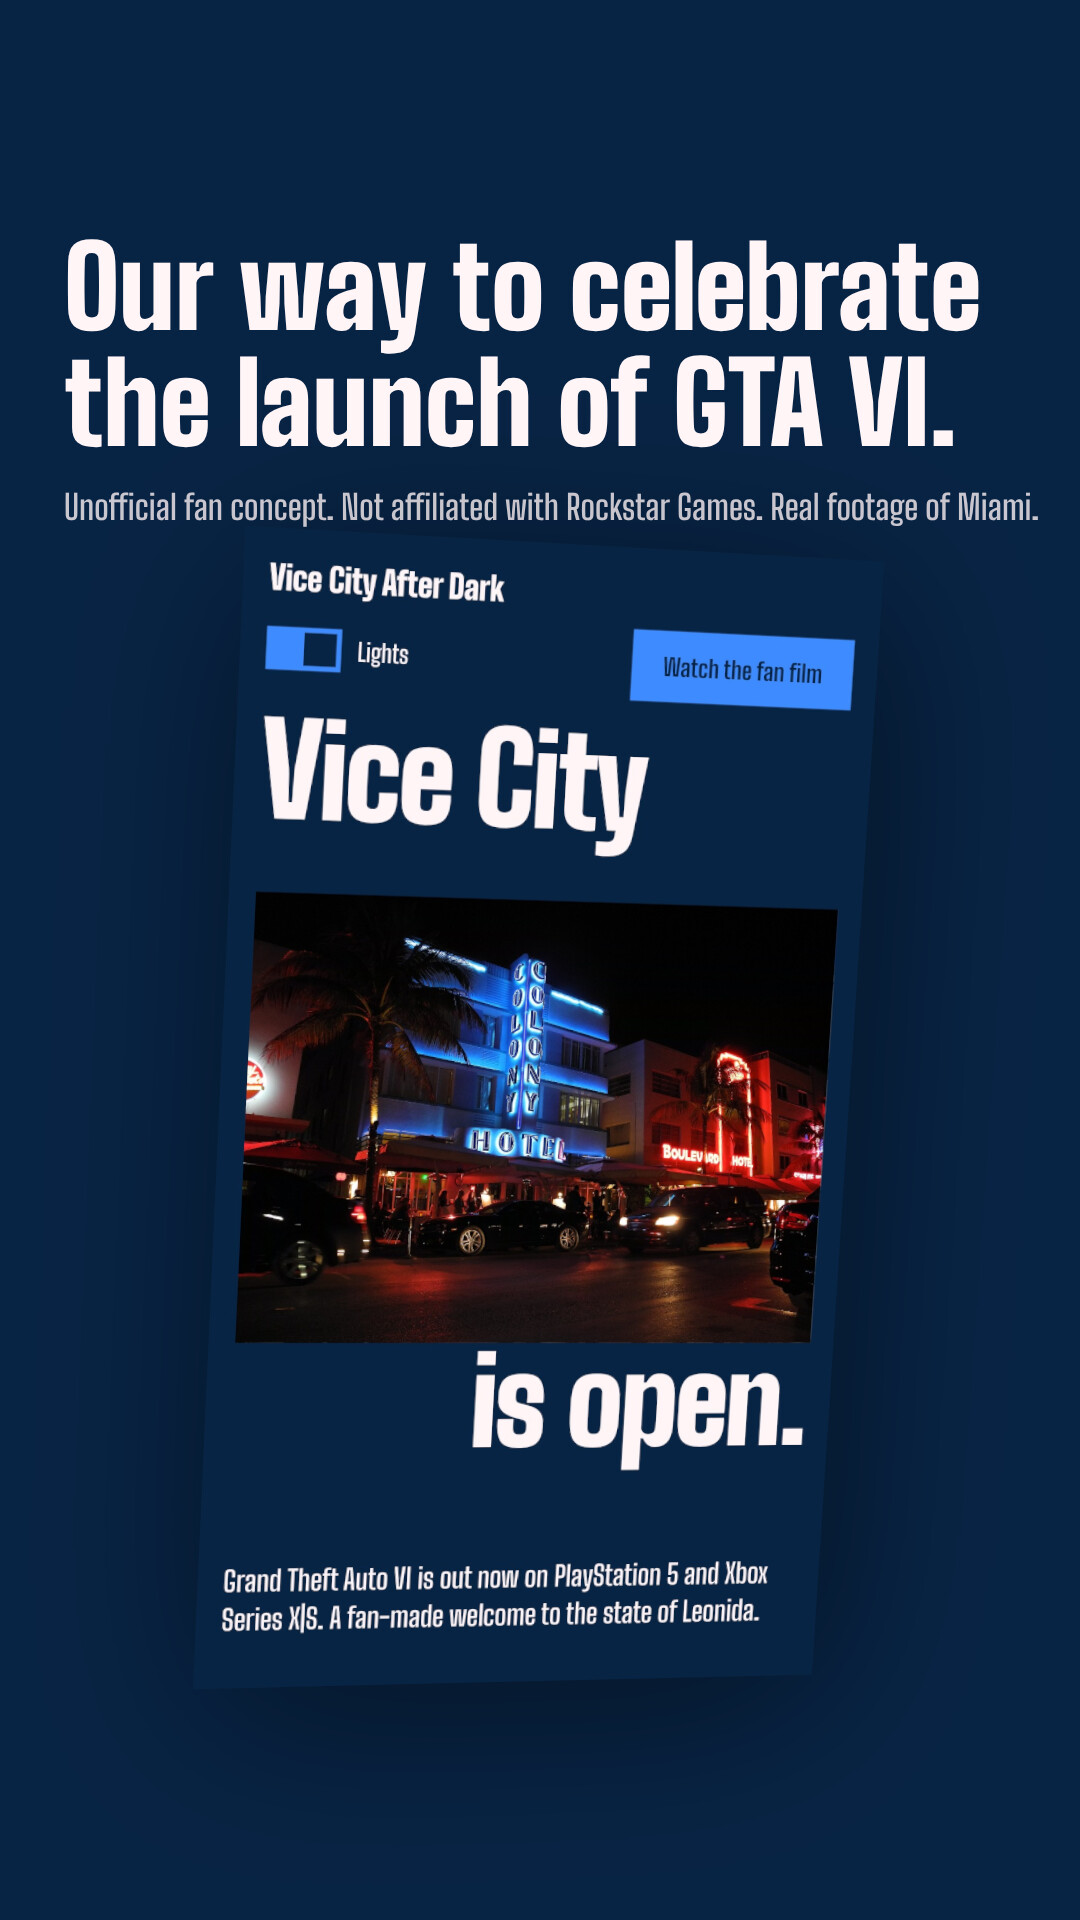 Our way to celebrate
the launch of GTA VI.
Unofficial fan concept. Not affiliated with Rockstar Games. Real footage of Miami.
Vice City After Dark
Lights
Watch the fan film
Vice City
COLONY
COLONY
HOTEL
BOULEVARD HOTEL
is open.
Grand Theft Auto VI is out now on PlayStation 5 and Xbox
Series X|S. A fan-made welcome to the state of Leonida.